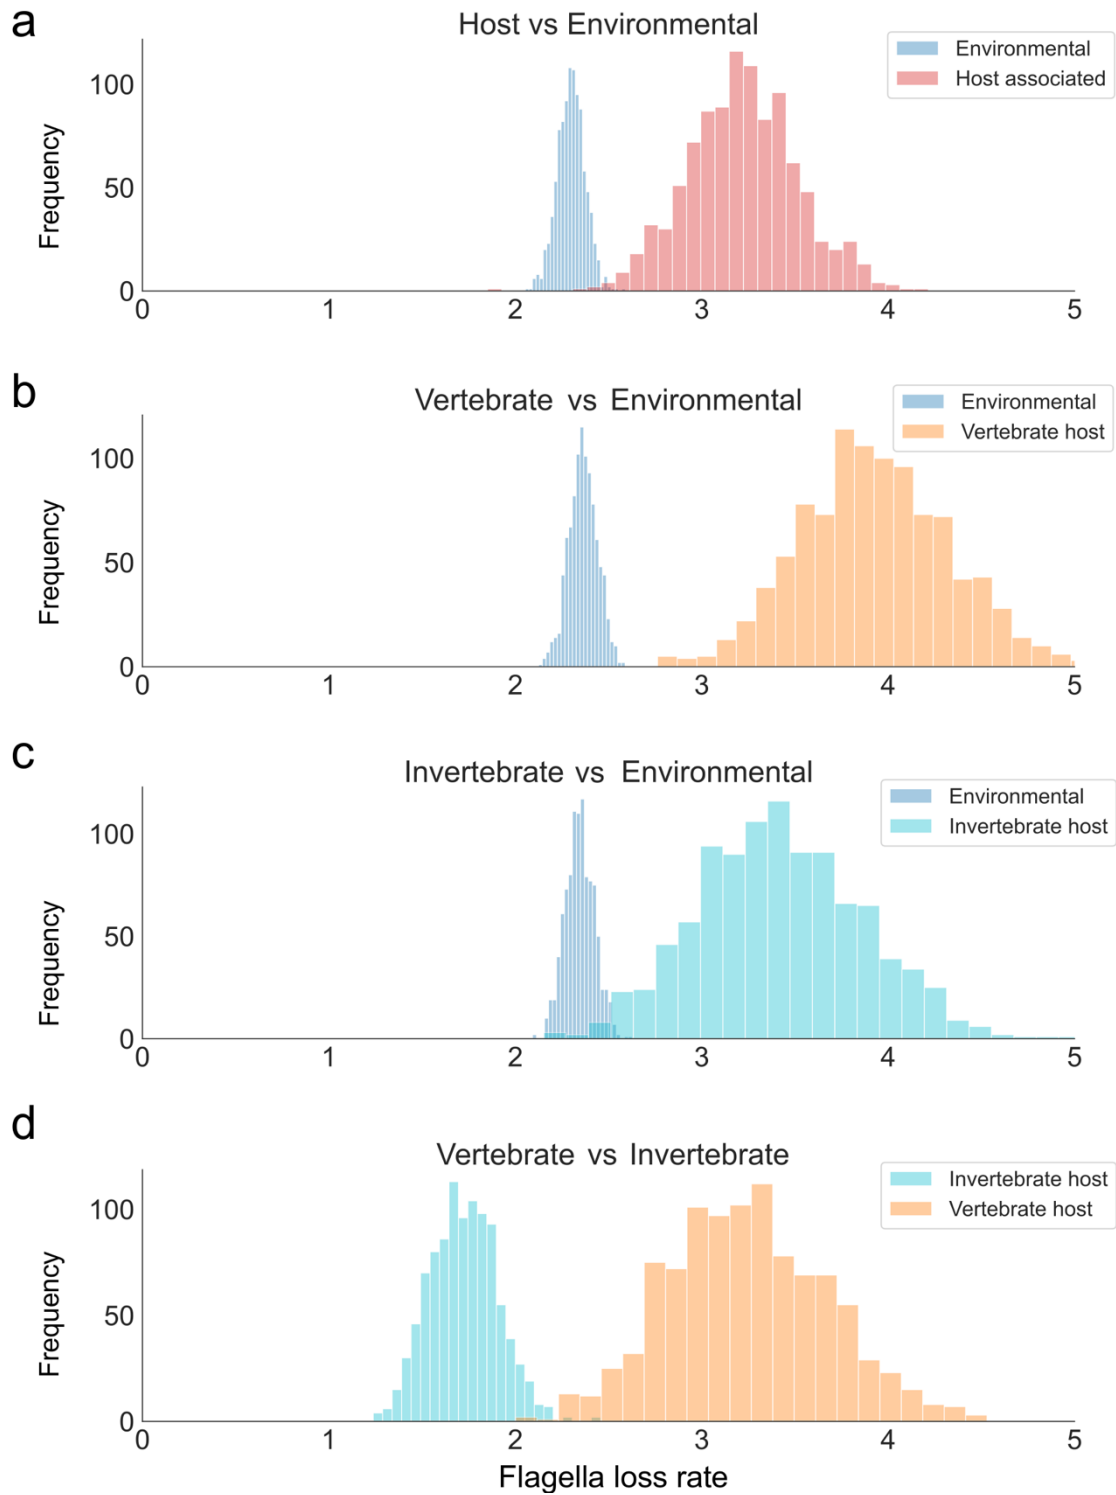 a
Host vs Environmental
Environmental
Host associated
Frequency
100
50
0
0 1 2 3 4 5
b
Vertebrate vs Environmental
Environmental
Vertebrate host
Frequency
100
50
0
0 1 2 3 4 5
c
Invertebrate vs Environmental
Environmental
Invertebrate host
Frequency
100
50
0
0 1 2 3 4 5
d
Vertebrate vs Invertebrate
Invertebrate host
Vertebrate host
Frequency
100
50
0
0 1 2 3 4 5
Flagella loss rate